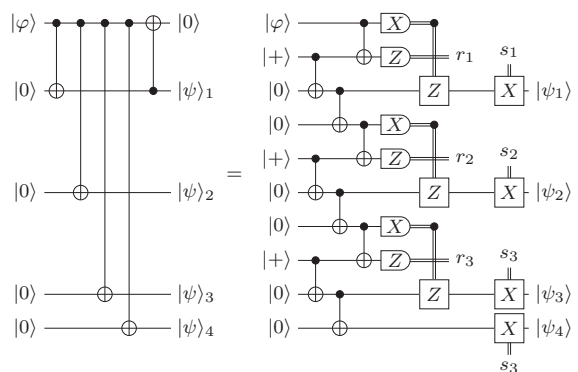 |φ⟩ |0⟩ = |φ⟩ X
|+⟩ Z r₁ s₁
|0⟩ |ψ⟩₁ |0⟩ Z X |ψ₁⟩
|0⟩ X
|+⟩ Z r₂ s₂
|0⟩ |ψ⟩₂ |0⟩ Z X |ψ₂⟩
|0⟩ X
|+⟩ Z r₃ s₃
|0⟩ |ψ⟩₃ |0⟩ Z X |ψ₃⟩
|0⟩ |ψ⟩₄ |0⟩ X |ψ₄⟩
s₃